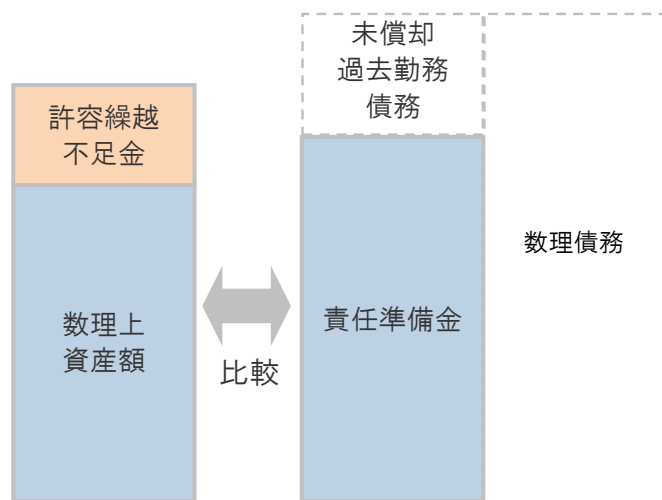 許容繰越
不足金
数理上
資産額
比較
未償却
過去勤務
債務
責任準備金
数理債務